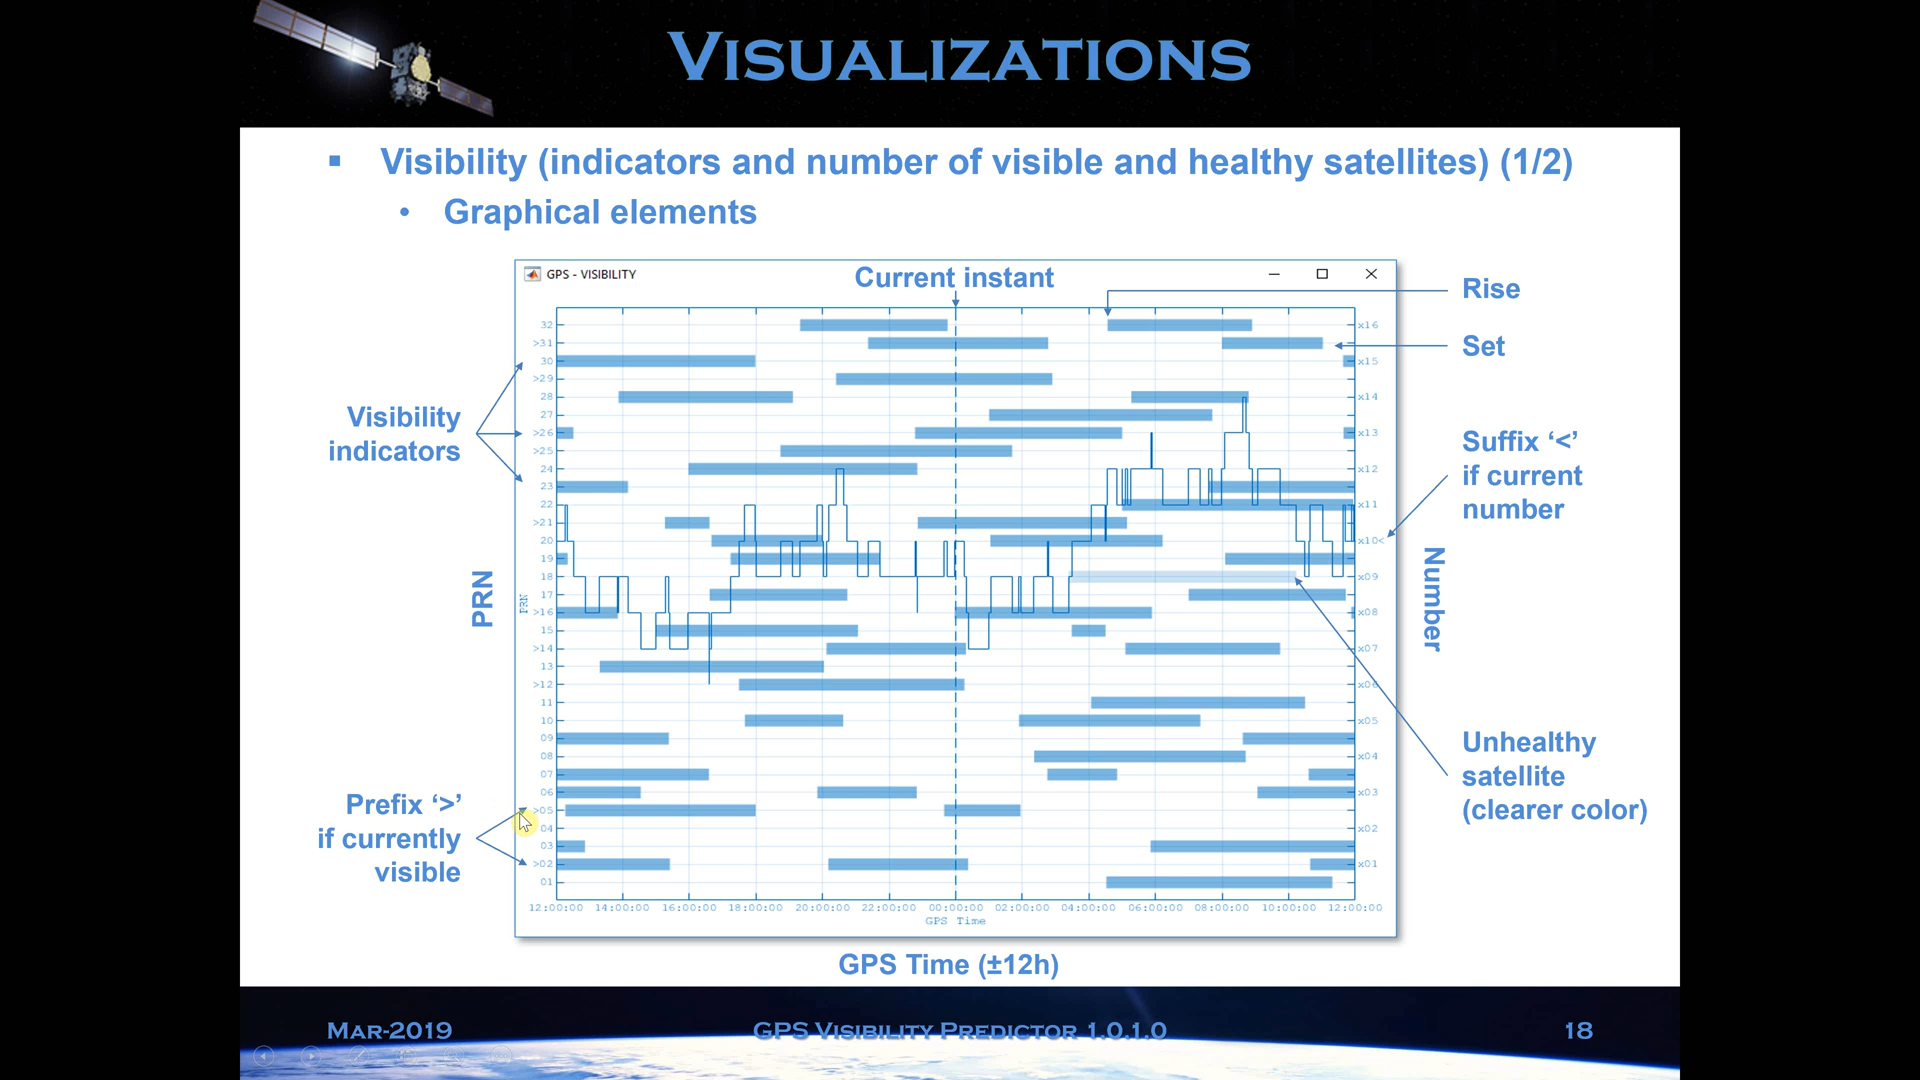 VISUALIZATIONS
▪ Visibility (indicators and number of visible and healthy satellites) (1/2)
• Graphical elements
GPS - VISIBILITY
Current instant
Rise
Set
Visibility
indicators
Suffix ‘<’
if current
number
PRN
Number
Unhealthy
satellite
(clearer color)
Prefix ‘>’
if currently
visible
32
>31
30
>29
28
27
>26
>25
24
23
22
>21
20
19
18
17
>16
15
>14
13
>12
11
10
09
08
07
06
>05
04
03
>02
01
PRN
x16
x15
x14
x13
x12
x11
x10<
x09
x08
x07
x06
x05
x04
x03
x02
x01
12:00:00 14:00:00 16:00:00 18:00:00 20:00:00 22:00:00 00:00:00 02:00:00 04:00:00 06:00:00 08:00:00 10:00:00 12:00:00
GPS Time
GPS Time (±12h)
MAR-2019
GPS VISIBILITY PREDICTOR 1.0.1.0
18